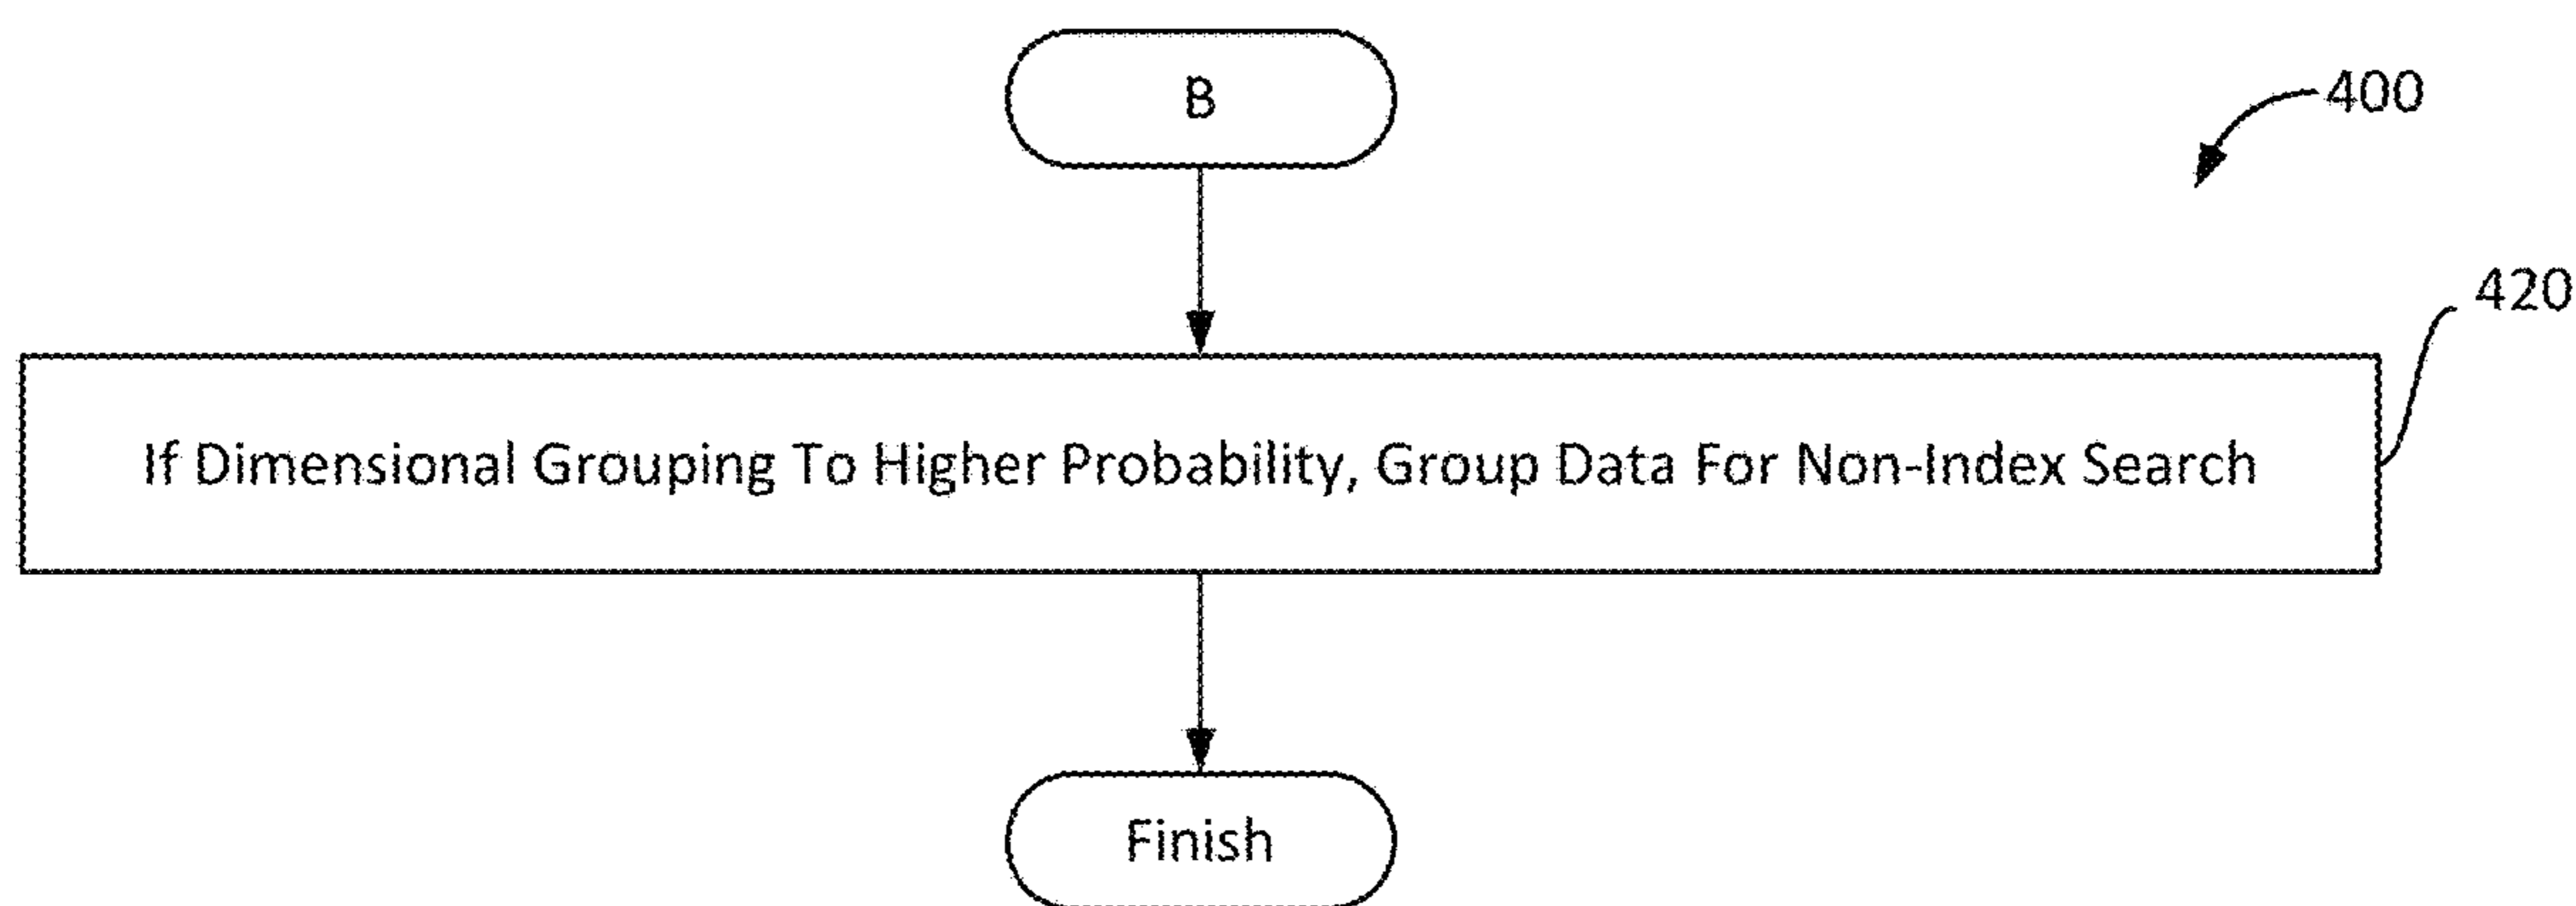 B
400
420
If Dimensional Grouping To Higher Probability, Group Data For Non-Index Search
Finish